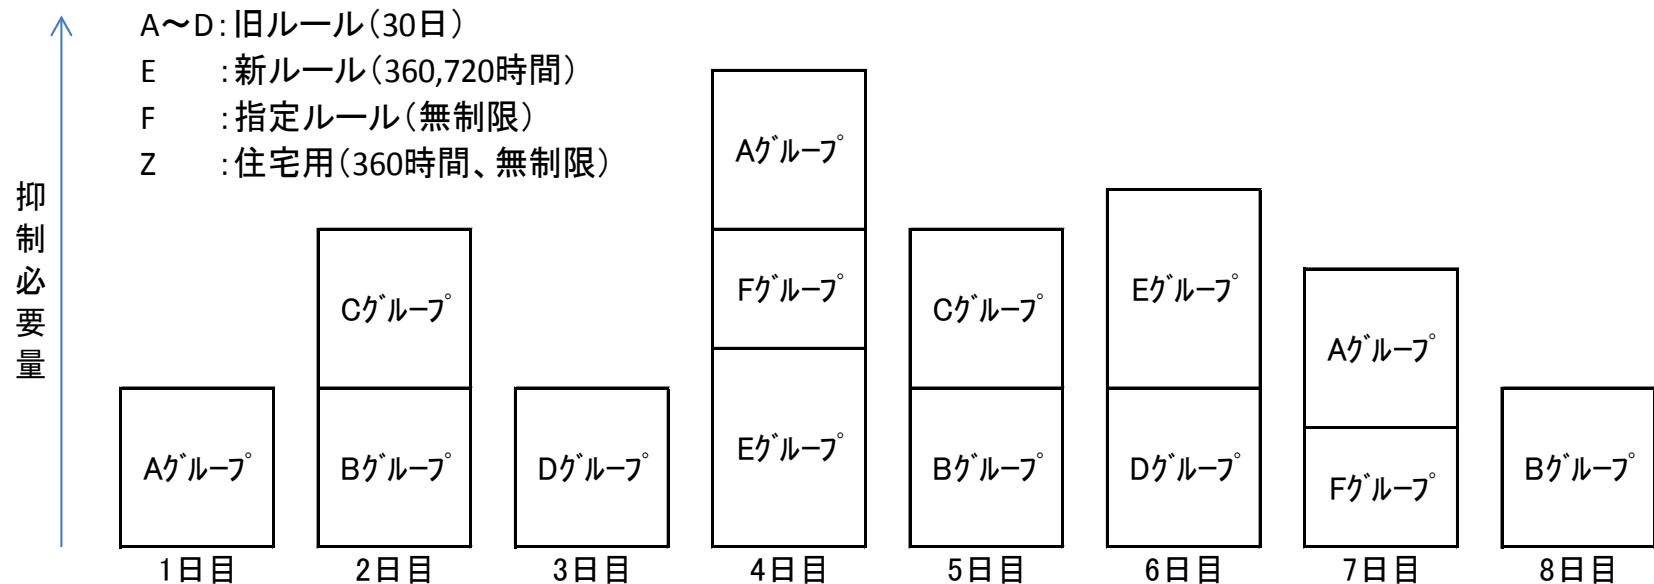 A～D：旧ルール（30日）
E　　：新ルール（360,720時間）
F　　：指定ルール（無制限）
Z　　：住宅用（360時間、無制限）
抑制必要量
Aｸﾞﾙｰﾌﾟ
Cｸﾞﾙｰﾌﾟ
Bｸﾞﾙｰﾌﾟ
Dｸﾞﾙｰﾌﾟ
Aｸﾞﾙｰﾌﾟ
Fｸﾞﾙｰﾌﾟ
Eｸﾞﾙｰﾌﾟ
Cｸﾞﾙｰﾌﾟ
Bｸﾞﾙｰﾌﾟ
Eｸﾞﾙｰﾌﾟ
Dｸﾞﾙｰﾌﾟ
Aｸﾞﾙｰﾌﾟ
Fｸﾞﾙｰﾌﾟ
Bｸﾞﾙｰﾌﾟ
1日目 2日目 3日目 4日目 5日目 6日目 7日目 8日目